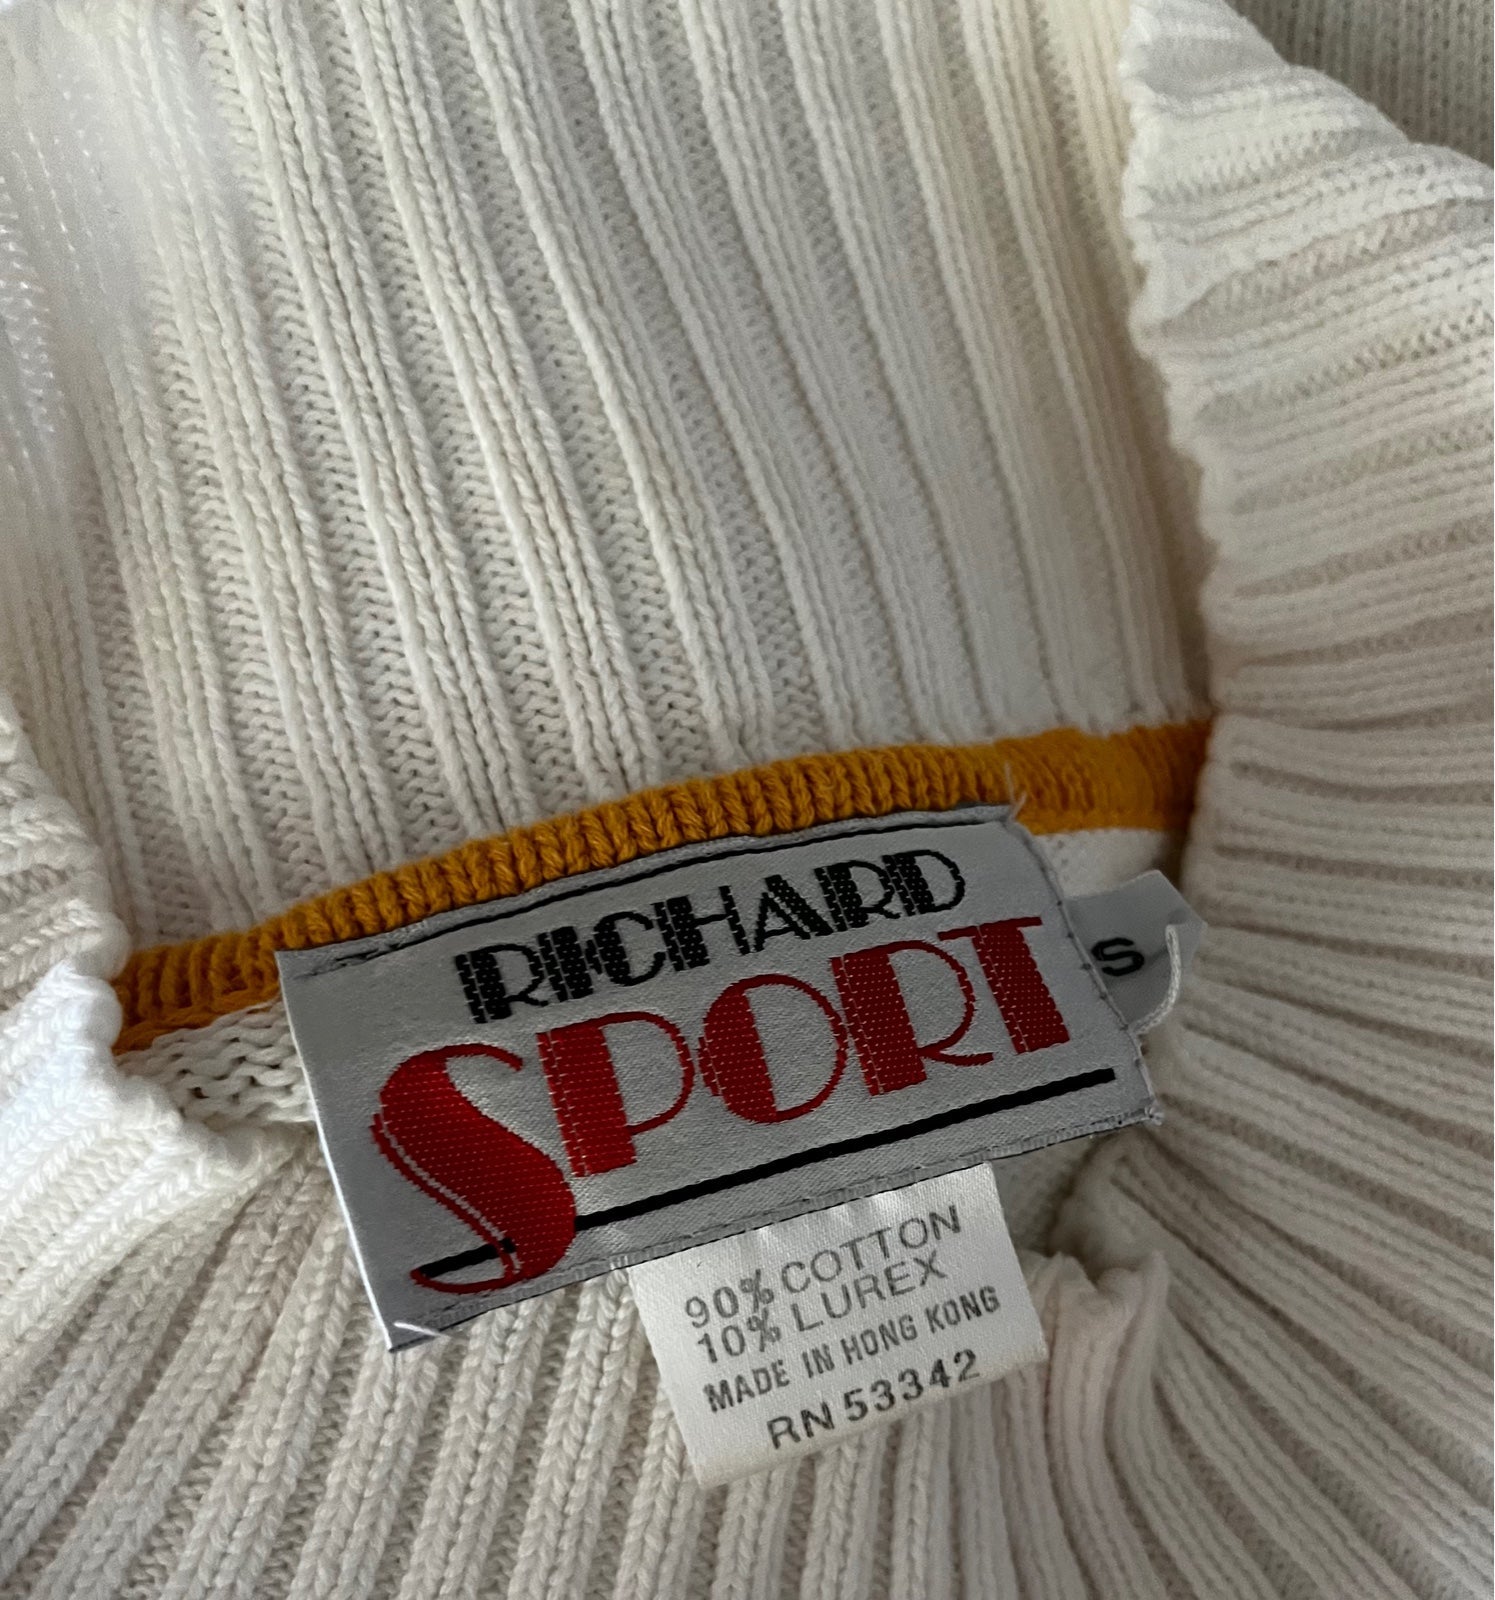 RICHARD
SPORT
S
90% COTTON
10% LUREX
MADE IN HONG KONG
RN 53342